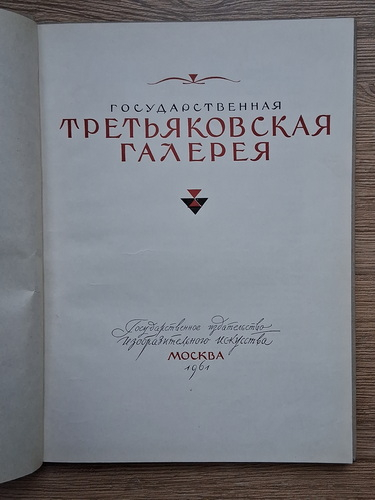 ГОСУДАРСТВЕННАЯ
ТРЕТЬЯКОВСКАЯ
ГАЛЕРЕЯ
Государственное издательство
Изобразительного искусства
МОСКВА
1961